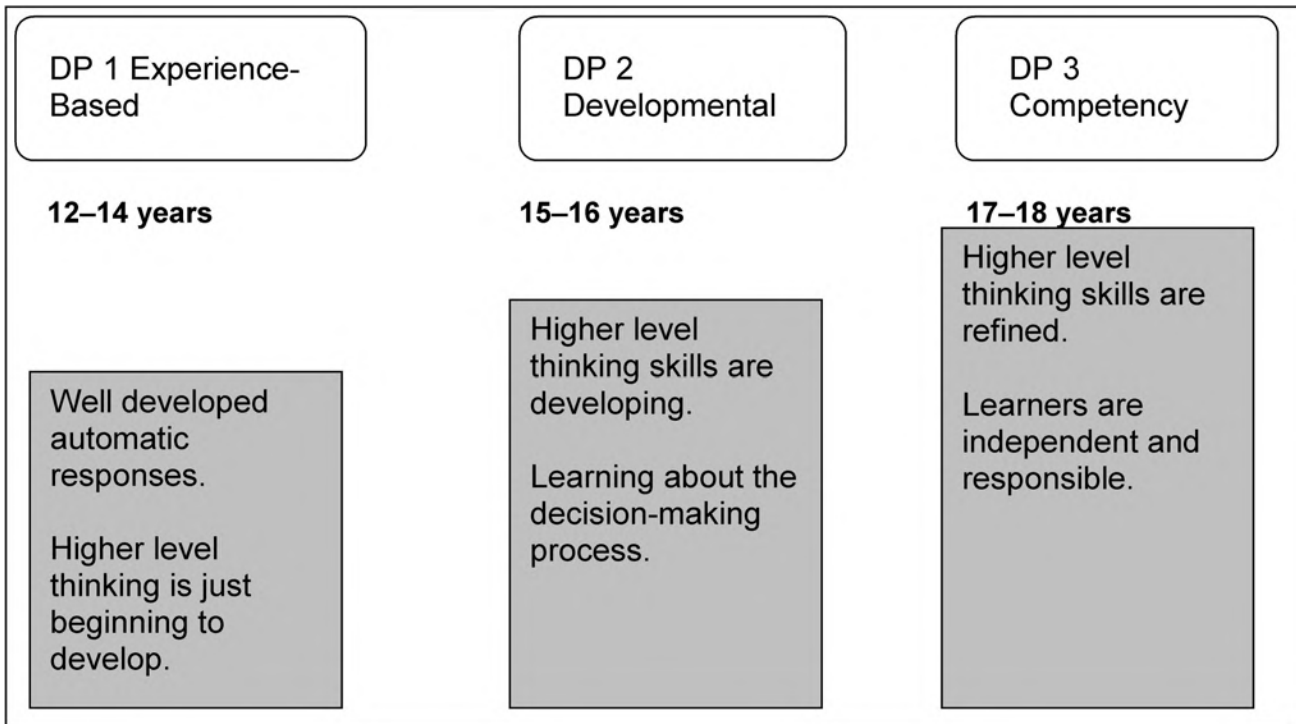 DP 1 Experience-
Based
DP 2
Developmental
DP 3
Competency
12–14 years
15–16 years
17–18 years
Well developed
automatic
responses.
Higher level
thinking is just
beginning to
develop.
Higher level
thinking skills are
developing.
Learning about the
decision-making
process.
Higher level
thinking skills are
refined.
Learners are
independent and
responsible.